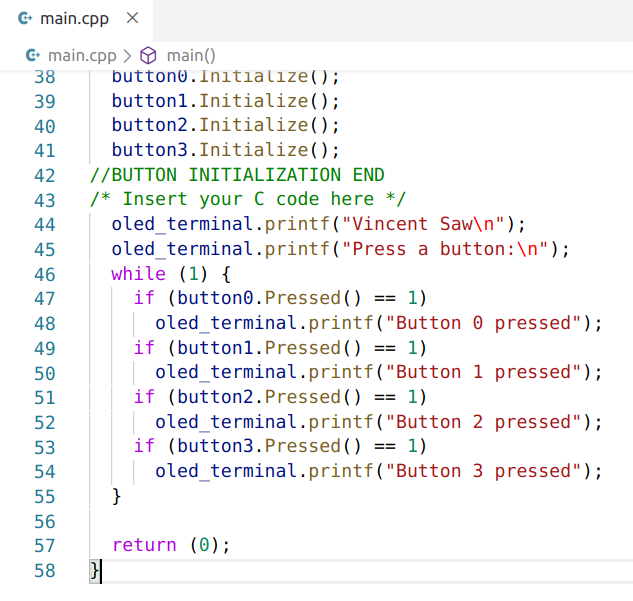 main.cpp
main.cpp > main()
38 button0.Initialize();
39 button1.Initialize();
40 button2.Initialize();
41 button3.Initialize();
42 //BUTTON INITIALIZATION END
43 /* Insert your C code here */
44 oled_terminal.printf("Vincent Saw\n");
45 oled_terminal.printf("Press a button:\n");
46 while (1) {
47 if (button0.Pressed() == 1)
48 oled_terminal.printf("Button 0 pressed");
49 if (button1.Pressed() == 1)
50 oled_terminal.printf("Button 1 pressed");
51 if (button2.Pressed() == 1)
52 oled_terminal.printf("Button 2 pressed");
53 if (button3.Pressed() == 1)
54 oled_terminal.printf("Button 3 pressed");
55 }
56
57 return (0);
58 }